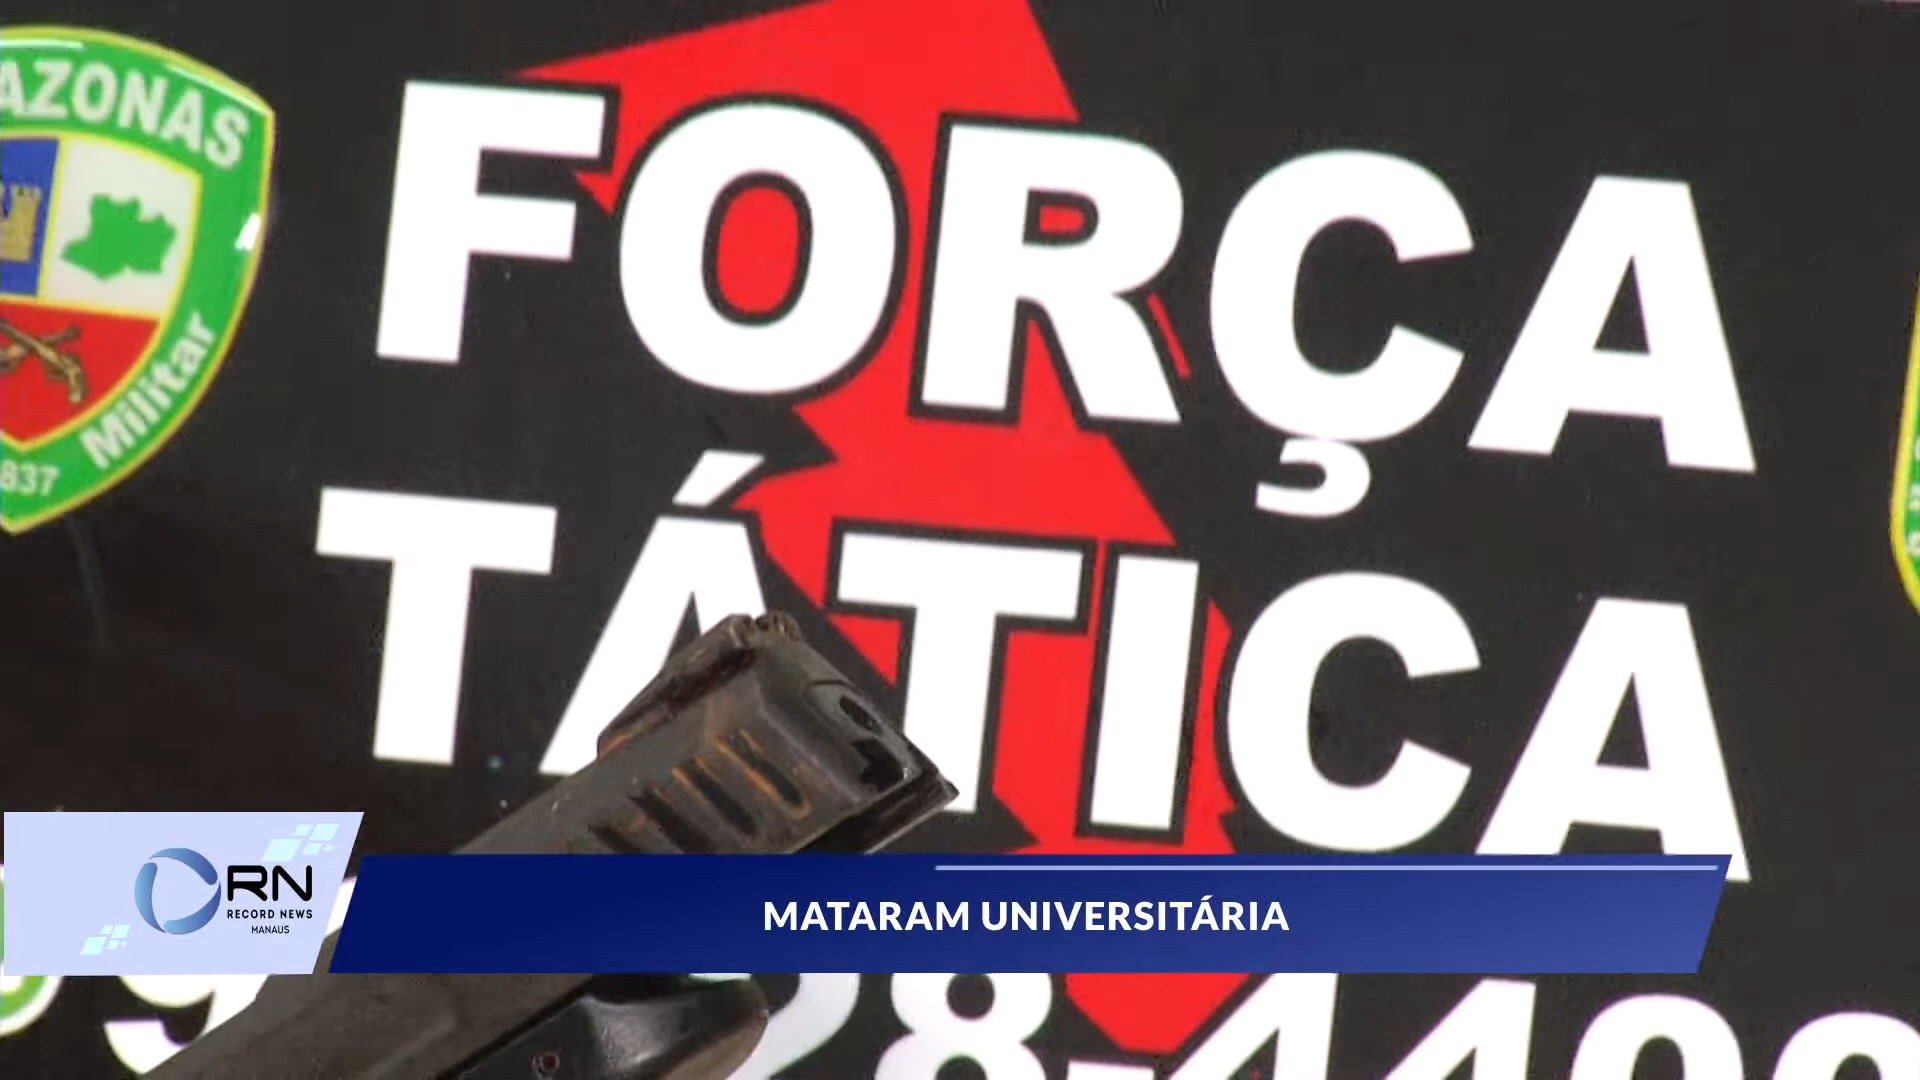 AZONAS
Militar
837
FORÇA
TÁTICA
RN
RECORD NEWS
MANAUS
MATARAM UNIVERSITÁRIA